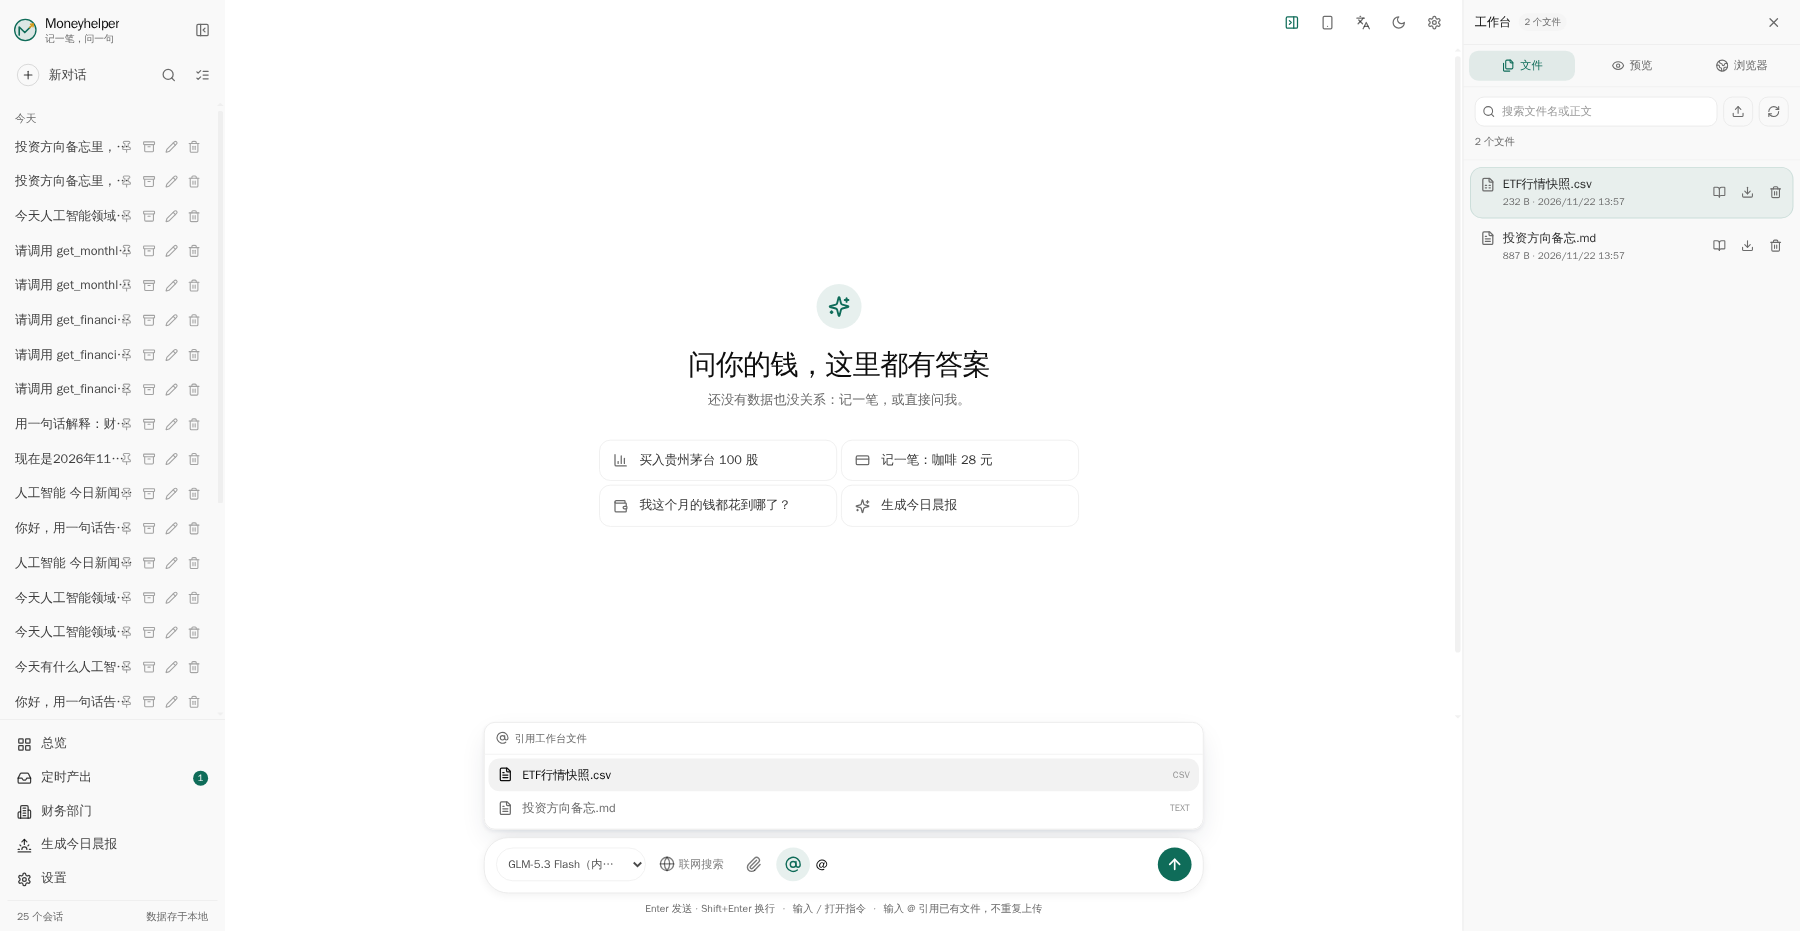 Moneyhelper
记一笔，问一句
新对话
今天
投资方向备忘里，…
投资方向备忘里，…
今天人工智能领域…
请调用 get_monthl…
请调用 get_monthl…
请调用 get_financi…
请调用 get_financi…
请调用 get_financi…
用一句话解释：财…
现在是2026年11…
人工智能 今日新闻…
你好，用一句话告…
人工智能 今日新闻…
今天人工智能领域…
今天人工智能领域…
今天有什么人工智…
你好，用一句话告…
总览
定时产出 1
财务部门
生成今日晨报
设置
25 个会话 数据存于本地
问你的钱，这里都有答案
还没有数据也没关系：记一笔，或直接问我。
买入贵州茅台 100 股
记一笔：咖啡 28 元
我这个月的钱都花到哪了？
生成今日晨报
引用工作台文件
ETF行情快照.csv CSV
投资方向备忘.md TEXT
GLM-5.3 Flash（内… 联网搜索 @
Enter 发送 · Shift+Enter 换行 · 输入 / 打开指令 · 输入 @ 引用已有文件，不重复上传
工作台 2 个文件
文件 预览 浏览器
搜索文件名或正文
2 个文件
ETF行情快照.csv
232 B · 2026/11/22 13:57
投资方向备忘.md
887 B · 2026/11/22 13:57